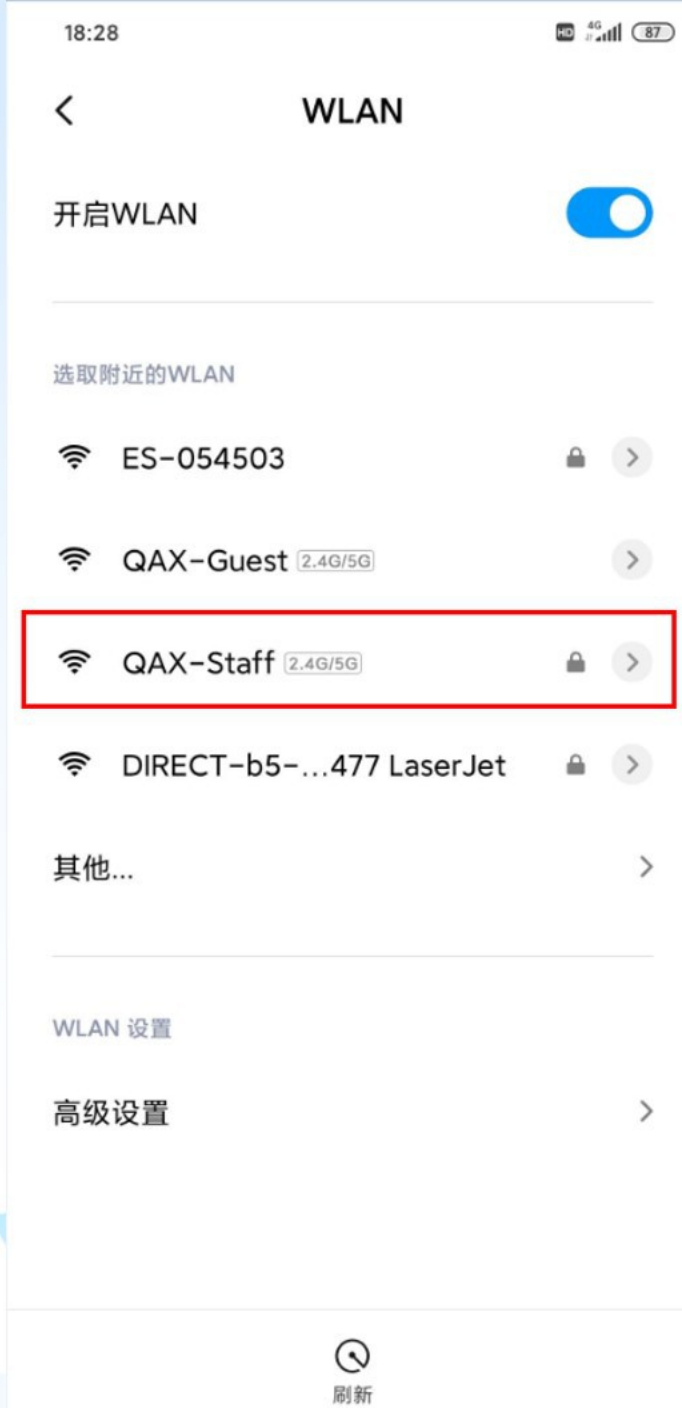 18:28
HD 4G 87
WLAN
开启WLAN
选取附近的WLAN
ES-054503
QAX-Guest 2.4G/5G
QAX-Staff 2.4G/5G
DIRECT-b5-...477 LaserJet
其他...
WLAN 设置
高级设置
刷新